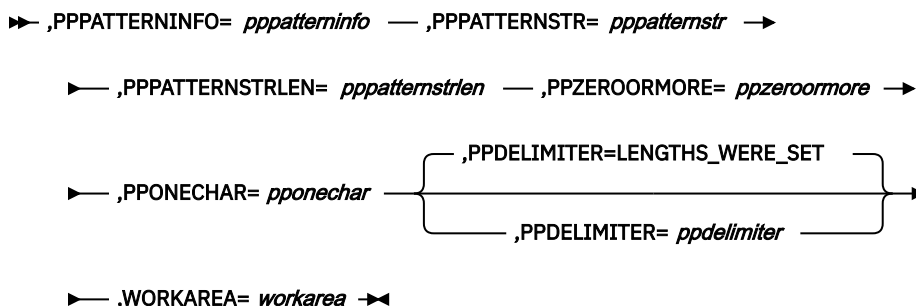 ,PPPATTERNINFO= pppatterninfo ,PPPATTERNSTR= pppatternstr
,PPPATTERNSTRLEN= pppatternstrlen ,PPZEROORMORE= ppzeroormore
,PPDELIMITER=LENGTHS_WERE_SET
,PPONECHAR= pponechar
,PPDELIMITER= ppdelimiter
,WORKAREA= workarea